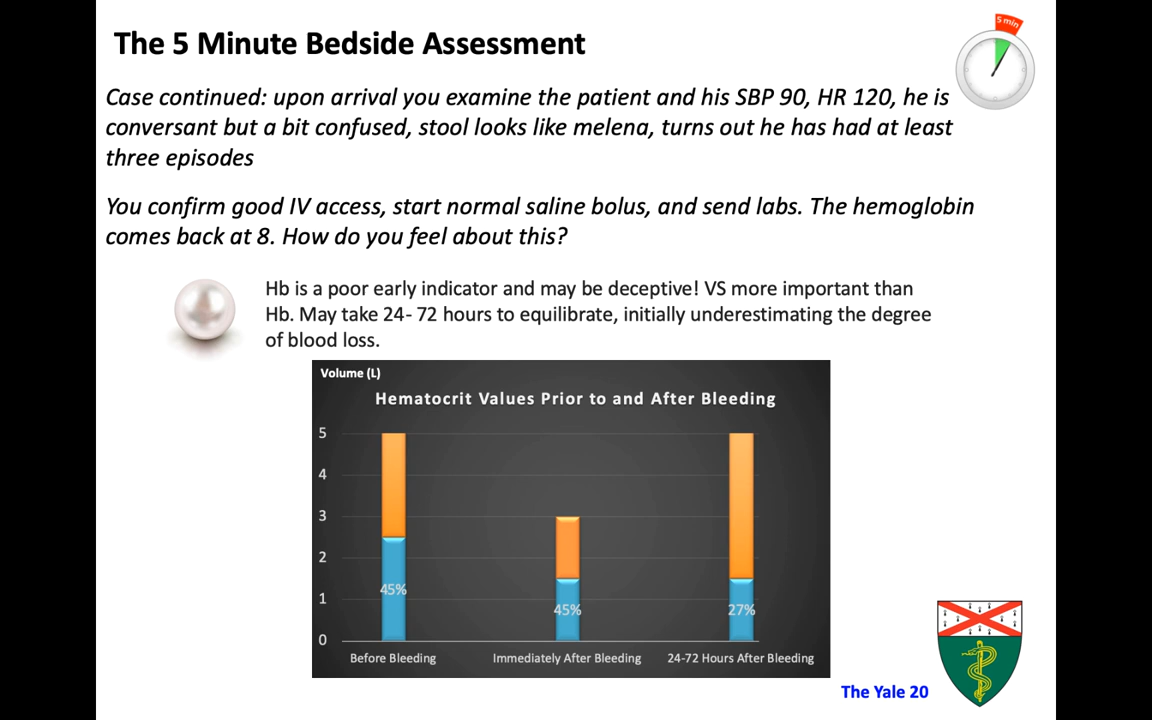 The 5 Minute Bedside Assessment
5 min
Case continued: upon arrival you examine the patient and his SBP 90, HR 120, he is
conversant but a bit confused, stool looks like melena, turns out he has had at least
three episodes
You confirm good IV access, start normal saline bolus, and send labs. The hemoglobin
comes back at 8. How do you feel about this?
Hb is a poor early indicator and may be deceptive! VS more important than
Hb. May take 24- 72 hours to equilibrate, initially underestimating the degree
of blood loss.
Volume (L)
Hematocrit Values Prior to and After Bleeding
5
4
3
2
1
0
45%
45%
27%
Before Bleeding
Immediately After Bleeding
24-72 Hours After Bleeding
The Yale 20